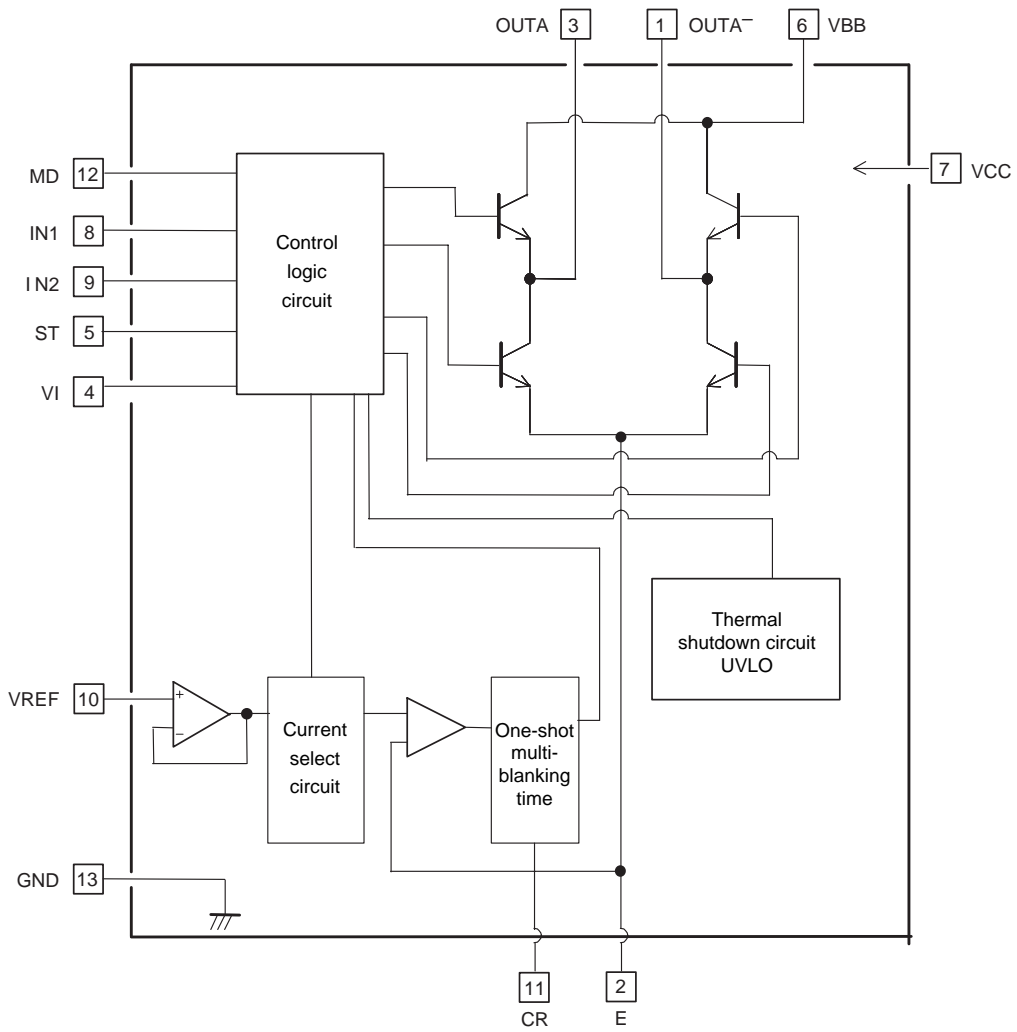 OUTA 3 1 OUTA‾ 6 VBB
7 VCC
MD 12
IN1 8
IN2 9
ST 5
VI 4
Control
logic
circuit
Thermal
shutdown circuit
UVLO
VREF 10
+
−
Current
select
circuit
One-shot
multi-
blanking
time
GND 13
11
CR
2
E